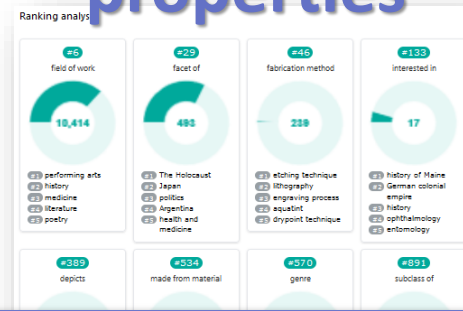 properties
Ranking analys
#6
field of work
10,414
#1 performing arts
#2 history
#3 medicine
#4 literature
#5 poetry
#29
facet of
493
#1 The Holocaust
#2 Japan
#3 politics
#4 Argentina
#5 health and
medicine
#46
fabrication method
239
#1 etching technique
#2 lithography
#3 engraving process
#4 aquatint
#5 drypoint technique
#133
interested in
17
#1 history of Maine
#2 German colonial
empire
#3 history
#4 ophthalmology
#5 entomology
#389
depicts
#534
made from material
#570
genre
#891
subclass of